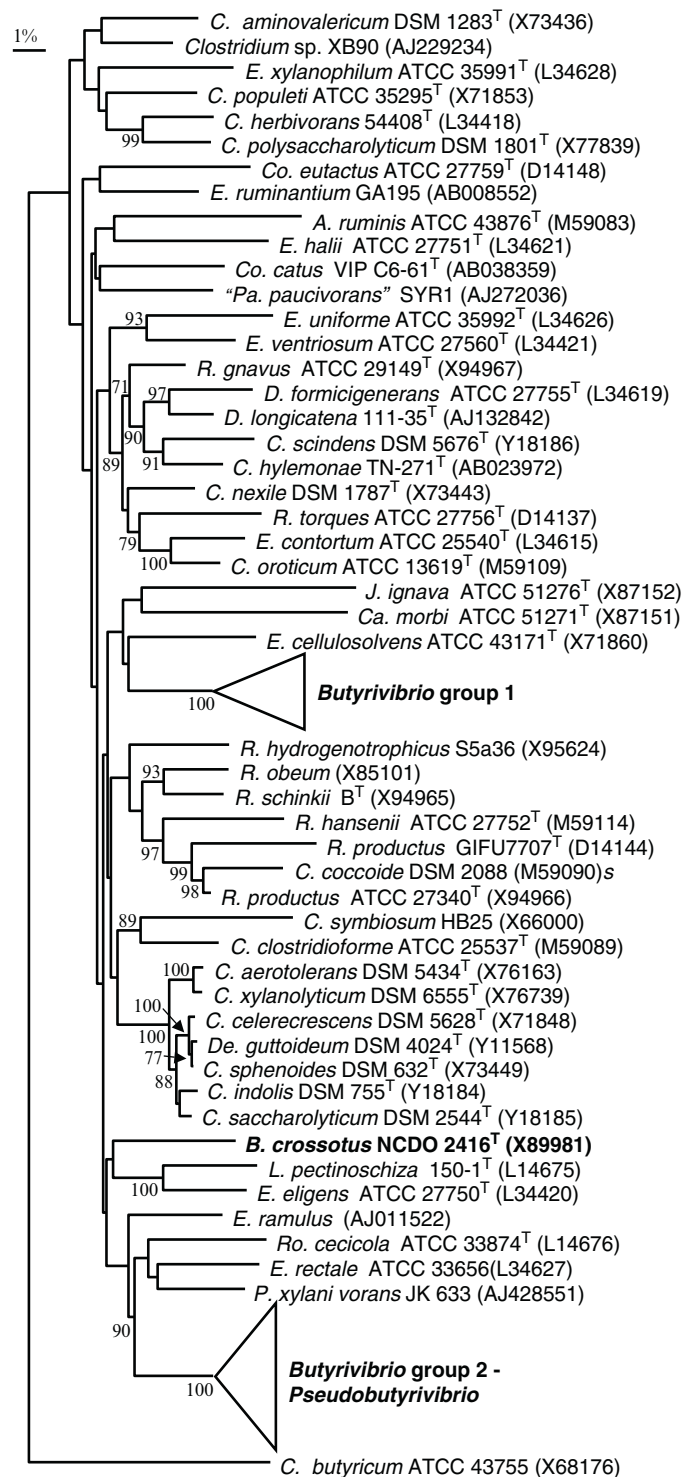 1%
C. aminovalericum DSM 1283ᵀ (X73436)
Clostridium sp. XB90 (AJ229234)
E. xylanophilum ATCC 35991ᵀ (L34628)
C. populeti ATCC 35295ᵀ (X71853)
C. herbivorans 54408ᵀ (L34418)
99
C. polysaccharolyticum DSM 1801ᵀ (X77839)
Co. eutactus ATCC 27759ᵀ (D14148)
E. ruminantium GA195 (AB008552)
A. ruminis ATCC 43876ᵀ (M59083)
E. halii ATCC 27751ᵀ (L34621)
Co. catus VIP C6-61ᵀ (AB038359)
“Pa. paucivorans” SYR1 (AJ272036)
93
E. uniforme ATCC 35992ᵀ (L34626)
E. ventriosum ATCC 27560ᵀ (L34421)
R. gnavus ATCC 29149ᵀ (X94967)
71
97
D. formicigenerans ATCC 27755ᵀ (L34619)
D. longicatena 111-35ᵀ (AJ132842)
90
C. scindens DSM 5676ᵀ (Y18186)
89
91
C. hylemonae TN-271ᵀ (AB023972)
C. nexile DSM 1787ᵀ (X73443)
R. torques ATCC 27756ᵀ (D14137)
79
E. contortum ATCC 25540ᵀ (L34615)
100
C. oroticum ATCC 13619ᵀ (M59109)
J. ignava ATCC 51276ᵀ (X87152)
Ca. morbi ATCC 51271ᵀ (X87151)
E. cellulosolvens ATCC 43171ᵀ (X71860)
Butyrivibrio group 1
100
R. hydrogenotrophicus S5a36 (X95624)
93
R. obeum (X85101)
R. schinkii Bᵀ (X94965)
R. hansenii ATCC 27752ᵀ (M59114)
97
R. productus GIFU7707ᵀ (D14144)
99
C. coccoide DSM 2088 (M59090)s
98
R. productus ATCC 27340ᵀ (X94966)
89
C. symbiosum HB25 (X66000)
C. clostridioforme ATCC 25537ᵀ (M59089)
100
C. aerotolerans DSM 5434ᵀ (X76163)
C. xylanolyticum DSM 6555ᵀ (X76739)
100
C. celerecrescens DSM 5628ᵀ (X71848)
100
De. guttoideum DSM 4024ᵀ (Y11568)
77
C. sphenoides DSM 632ᵀ (X73449)
88
C. indolis DSM 755ᵀ (Y18184)
C. saccharolyticum DSM 2544ᵀ (Y18185)
B. crossotus NCDO 2416ᵀ (X89981)
L. pectinoschiza 150-1ᵀ (L14675)
100
E. eligens ATCC 27750ᵀ (L34420)
E. ramulus (AJ011522)
Ro. cecicola ATCC 33874ᵀ (L14676)
E. rectale ATCC 33656(L34627)
P. xylani vorans JK 633 (AJ428551)
90
Butyrivibrio group 2 -
Pseudobutyrivibrio
100
C. butyricum ATCC 43755 (X68176)